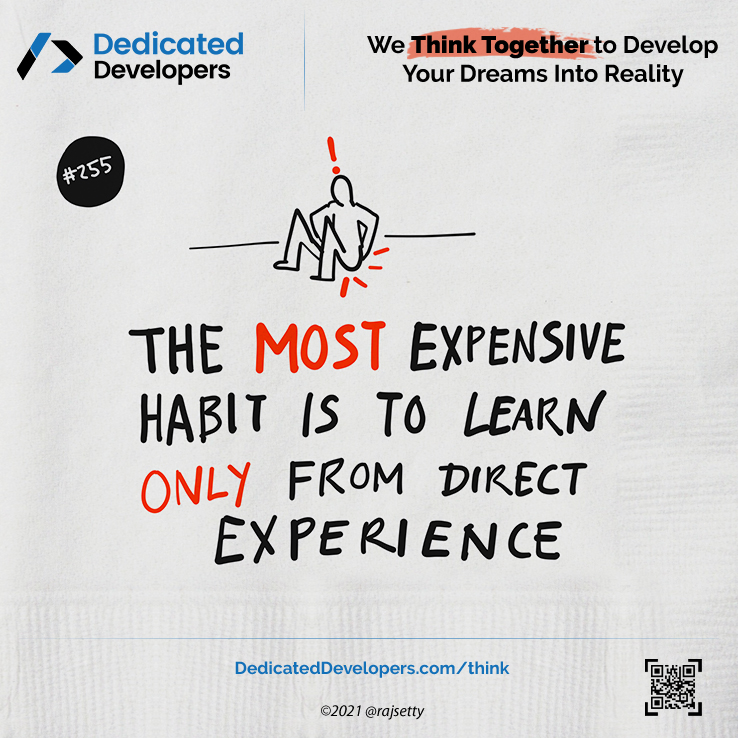 Dedicated
Developers
We Think Together to Develop
Your Dreams Into Reality
#255
!
THE MOST EXPENSIVE
HABIT IS TO LEARN
ONLY FROM DIRECT
EXPERIENCE
DedicatedDevelopers.com/think
©2021 @rajsetty